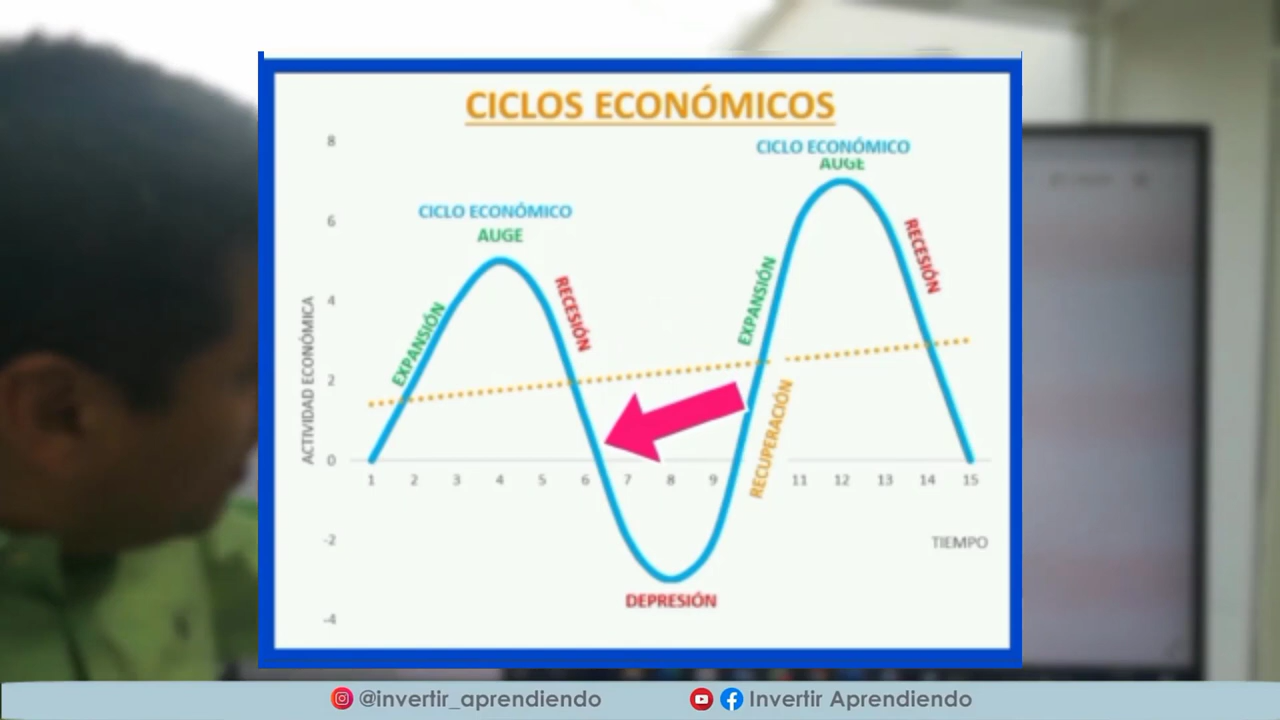 CICLOS ECONÓMICOS
8
CICLO ECONÓMICO
AUGE
6
CICLO ECONÓMICO
AUGE
RECESIÓN
RECESIÓN
EXPANSIÓN
EXPANSIÓN
4
ACTIVIDAD ECONÓMICA
2
RECUPERACIÓN
0
1 2 3 4 5 6 7 8 9 11 12 13 14 15
-2
TIEMPO
DEPRESIÓN
-4
@invertir_aprendiendo
Invertir Aprendiendo